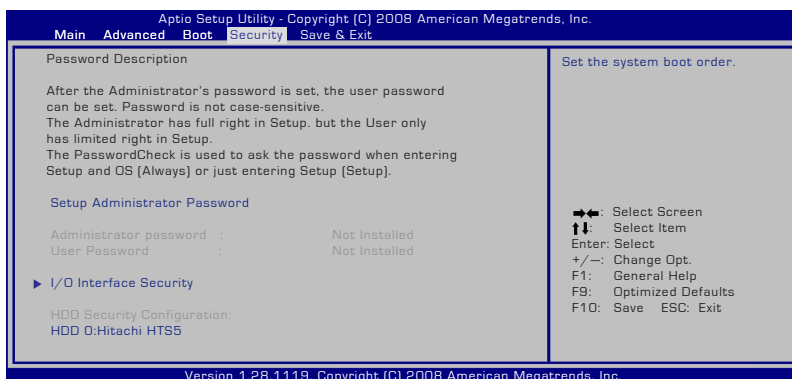 Aptio Setup Utility - Copyright (C) 2008 American Megatrends, Inc.
Main Advanced Boot Security Save & Exit
Password Description
After the Administrator's password is set, the user password
can be set. Password is not case-sensitive.
The Administrator has full right in Setup. but the User only
has limited right in Setup.
The PasswordCheck is used to ask the password when entering
Setup and OS (Always) or just entering Setup (Setup).
Setup Administrator Password
Administrator password : Not Installed
User Password : Not Installed
I/O Interface Security
HDD Security Configuration:
HDD 0:Hitachi HTS5
Set the system boot order.
→←: Select Screen
↑↓: Select Item
Enter: Select
+/—: Change Opt.
F1: General Help
F9: Optimized Defaults
F10: Save ESC: Exit
Version 1.28.1119. Copyright (C) 2008 American Megatrends, Inc.